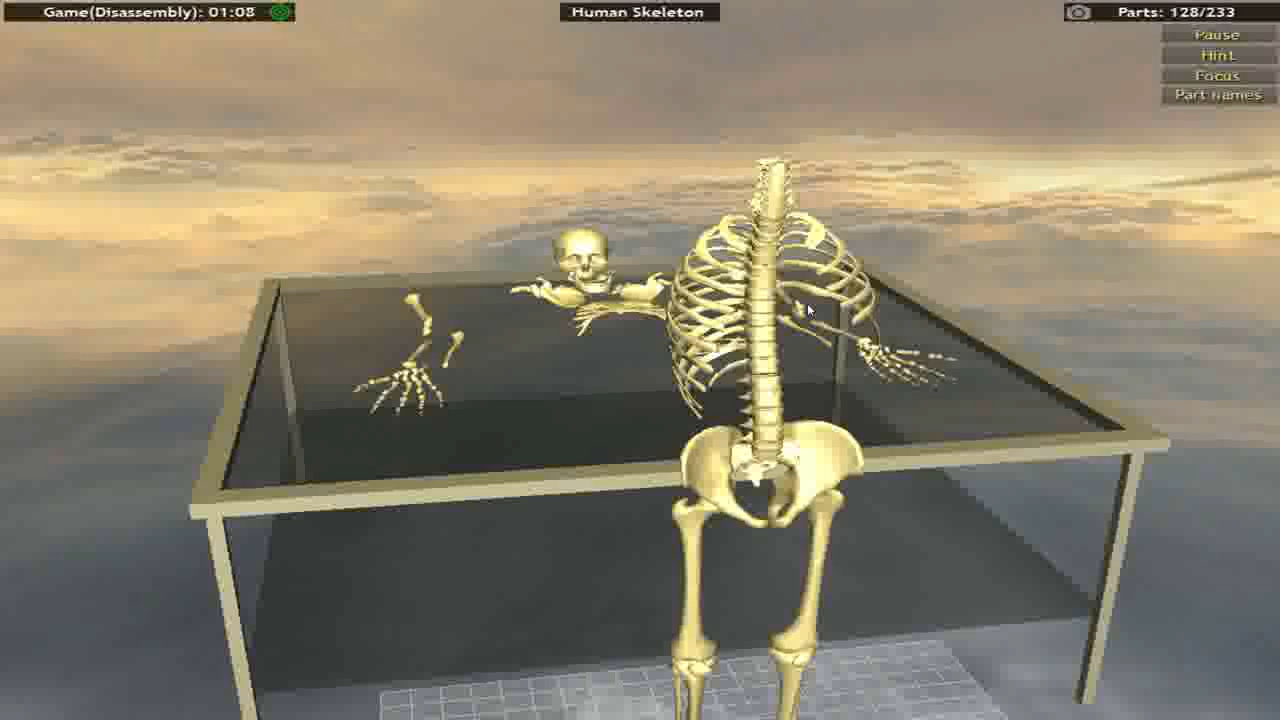 Game(Disassembly): 01:08
Human Skeleton
Parts: 128/233
Pause
Hint
Focus
Part Names